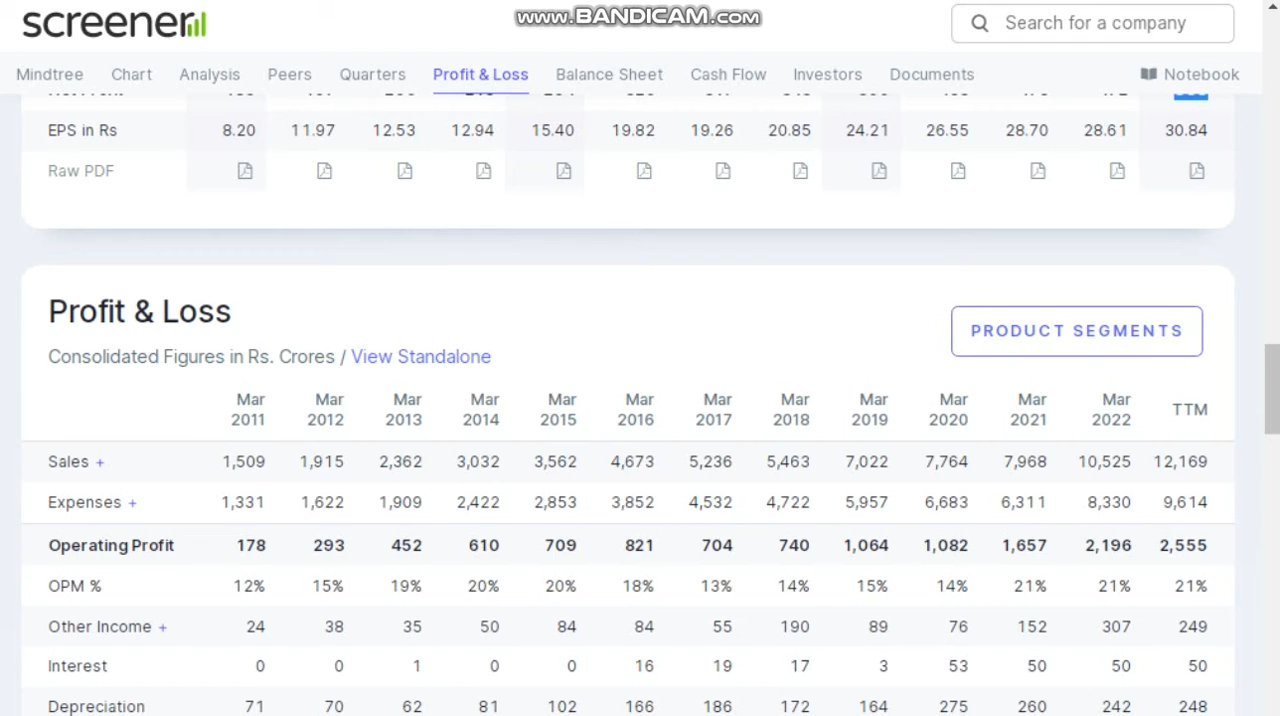 screener
www.BANDICAM.COM
Search for a company
Mindtree Chart Analysis Peers Quarters Profit & Loss Balance Sheet Cash Flow Investors Documents Notebook
EPS in Rs 8.20 11.97 12.53 12.94 15.40 19.82 19.26 20.85 24.21 26.55 28.70 28.61 30.84
Raw PDF
Profit & Loss
PRODUCT SEGMENTS
Consolidated Figures in Rs. Crores / View Standalone
Mar 2011 Mar 2012 Mar 2013 Mar 2014 Mar 2015 Mar 2016 Mar 2017 Mar 2018 Mar 2019 Mar 2020 Mar 2021 Mar 2022 TTM
Sales + 1,509 1,915 2,362 3,032 3,562 4,673 5,236 5,463 7,022 7,764 7,968 10,525 12,169
Expenses + 1,331 1,622 1,909 2,422 2,853 3,852 4,532 4,722 5,957 6,683 6,311 8,330 9,614
Operating Profit 178 293 452 610 709 821 704 740 1,064 1,082 1,657 2,196 2,555
OPM % 12% 15% 19% 20% 20% 18% 13% 14% 15% 14% 21% 21% 21%
Other Income + 24 38 35 50 84 84 55 190 89 76 152 307 249
Interest 0 0 1 0 0 16 19 17 3 53 50 50 50
Depreciation 71 70 62 81 102 166 186 172 164 275 260 242 248